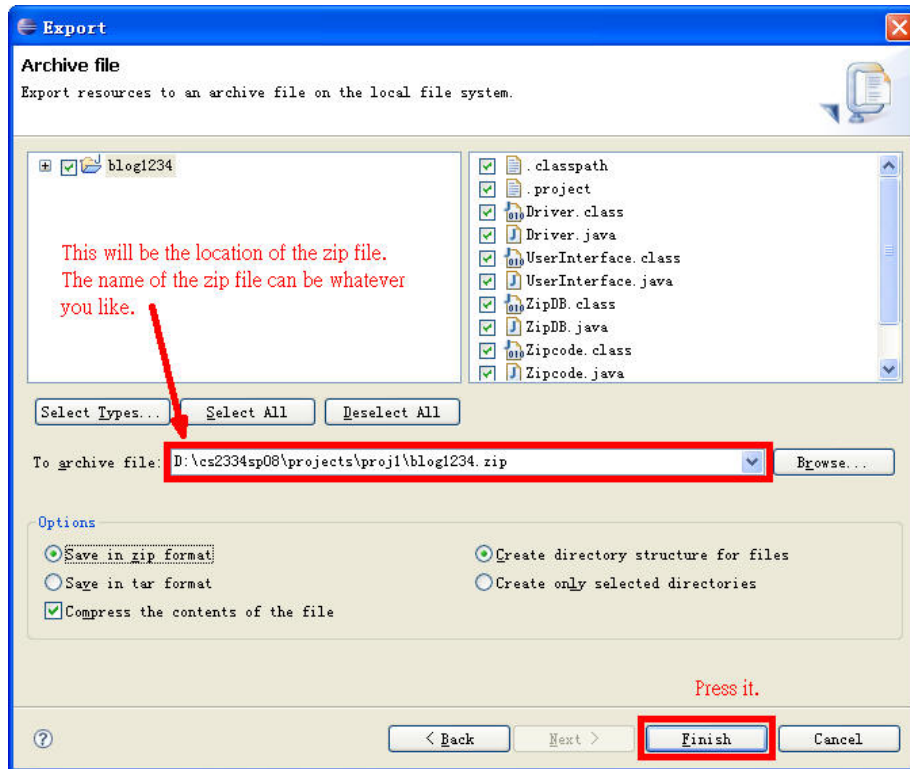 Export
Archive file
Export resources to an archive file on the local file system.
blog1234
This will be the location of the zip file.
The name of the zip file can be whatever
you like.
.classpath
.project
Driver.class
Driver.java
UserInterface.class
UserInterface.java
ZipDB.class
ZipDB.java
Zipcode.class
Zipcode.java
Select Types... Select All Deselect All
To archive file: D:\cs2334sp08\projects\proj1\blog1234.zip Browse...
Options
Save in zip format Create directory structure for files
Save in tar format Create only selected directories
Compress the contents of the file
Press it.
? < Back Next > Finish Cancel